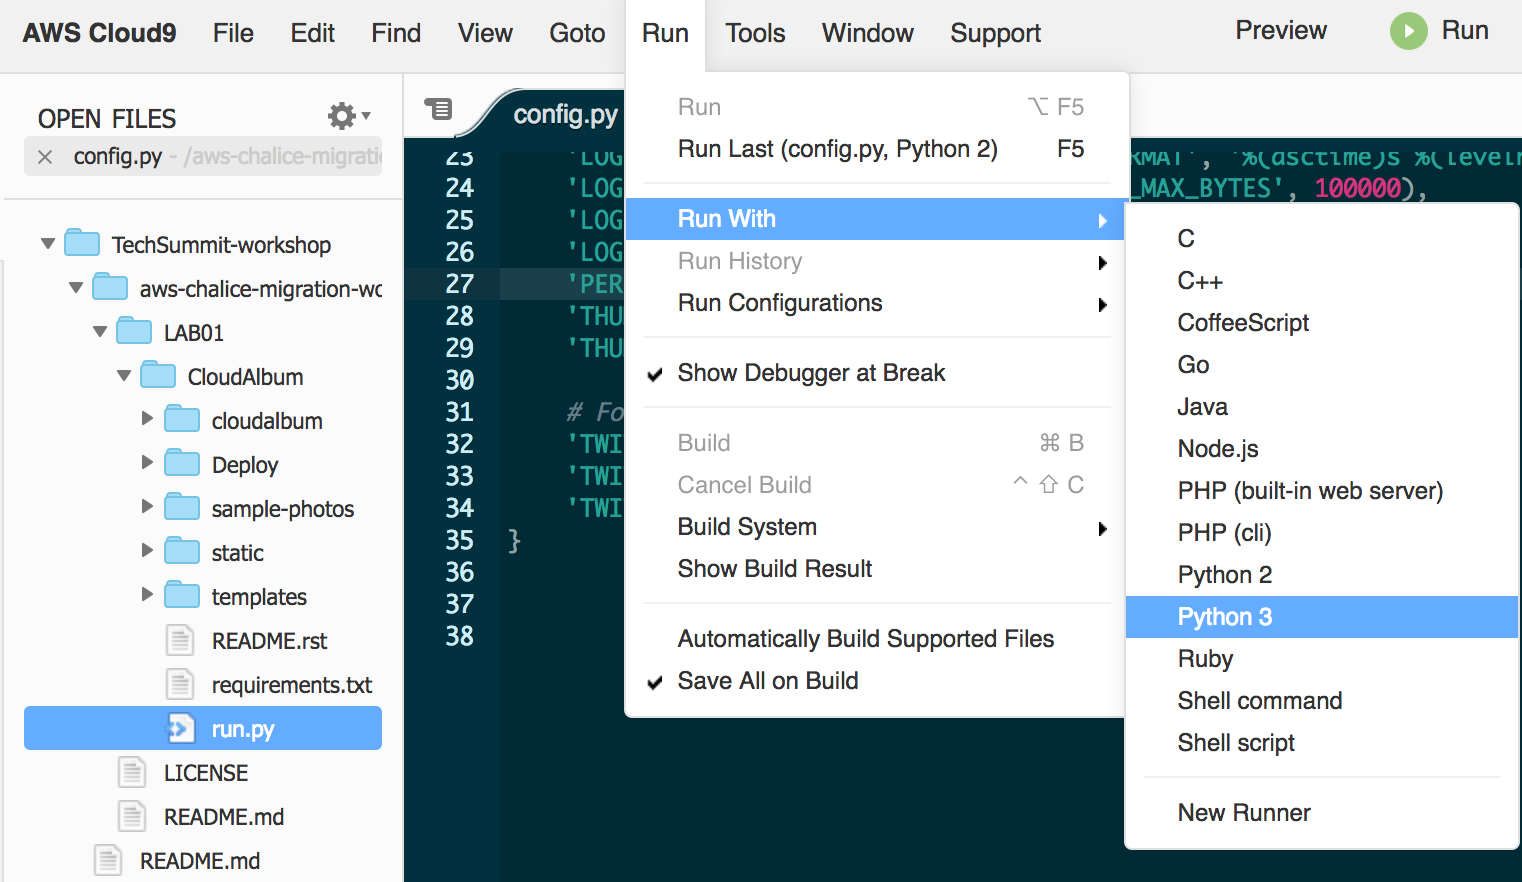 AWS Cloud9 File Edit Find View Goto Run Tools Window Support Preview Run
OPEN FILES
config.py - /aws-chalice-migrati
TechSummit-workshop
aws-chalice-migration-wo
LAB01
CloudAlbum
cloudalbum
Deploy
sample-photos
static
templates
README.rst
requirements.txt
run.py
LICENSE
README.md
README.md
config.py
23 'LOG
24 'LOG
25 'LOG
26 'LOG
27 'PER
28 'THU
29 'THU
30
31 # Fo
32 'TWI
33 'TWI
34 'TWI
35 }
36
37
38
RMAT', '%(asctime)s %(leveln
_MAX_BYTES', 100000),
Run ⌥ F5
Run Last (config.py, Python 2) F5
Run With
Run History
Run Configurations
Show Debugger at Break
Build ⌘ B
Cancel Build ^ ⇧ C
Build System
Show Build Result
Automatically Build Supported Files
Save All on Build
C
C++
CoffeeScript
Go
Java
Node.js
PHP (built-in web server)
PHP (cli)
Python 2
Python 3
Ruby
Shell command
Shell script
New Runner